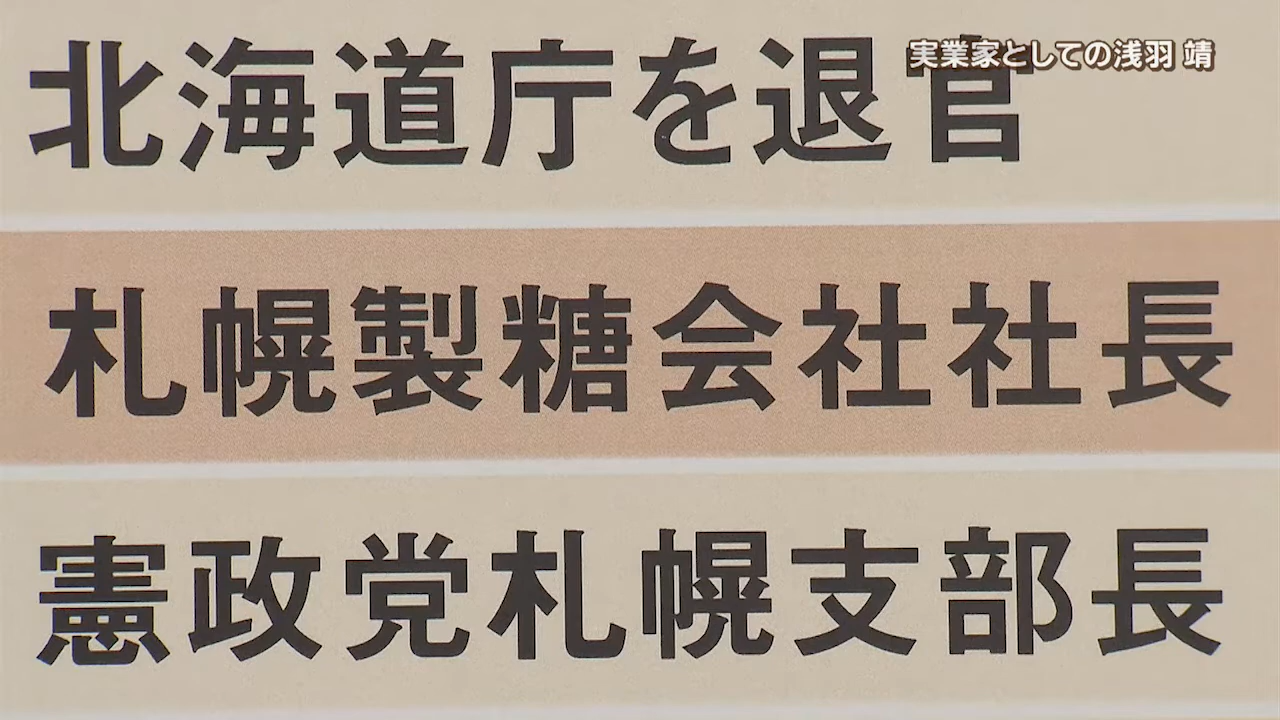 実業家としての浅羽 靖
北海道庁を退官
札幌製糖会社社長
憲政党札幌支部長